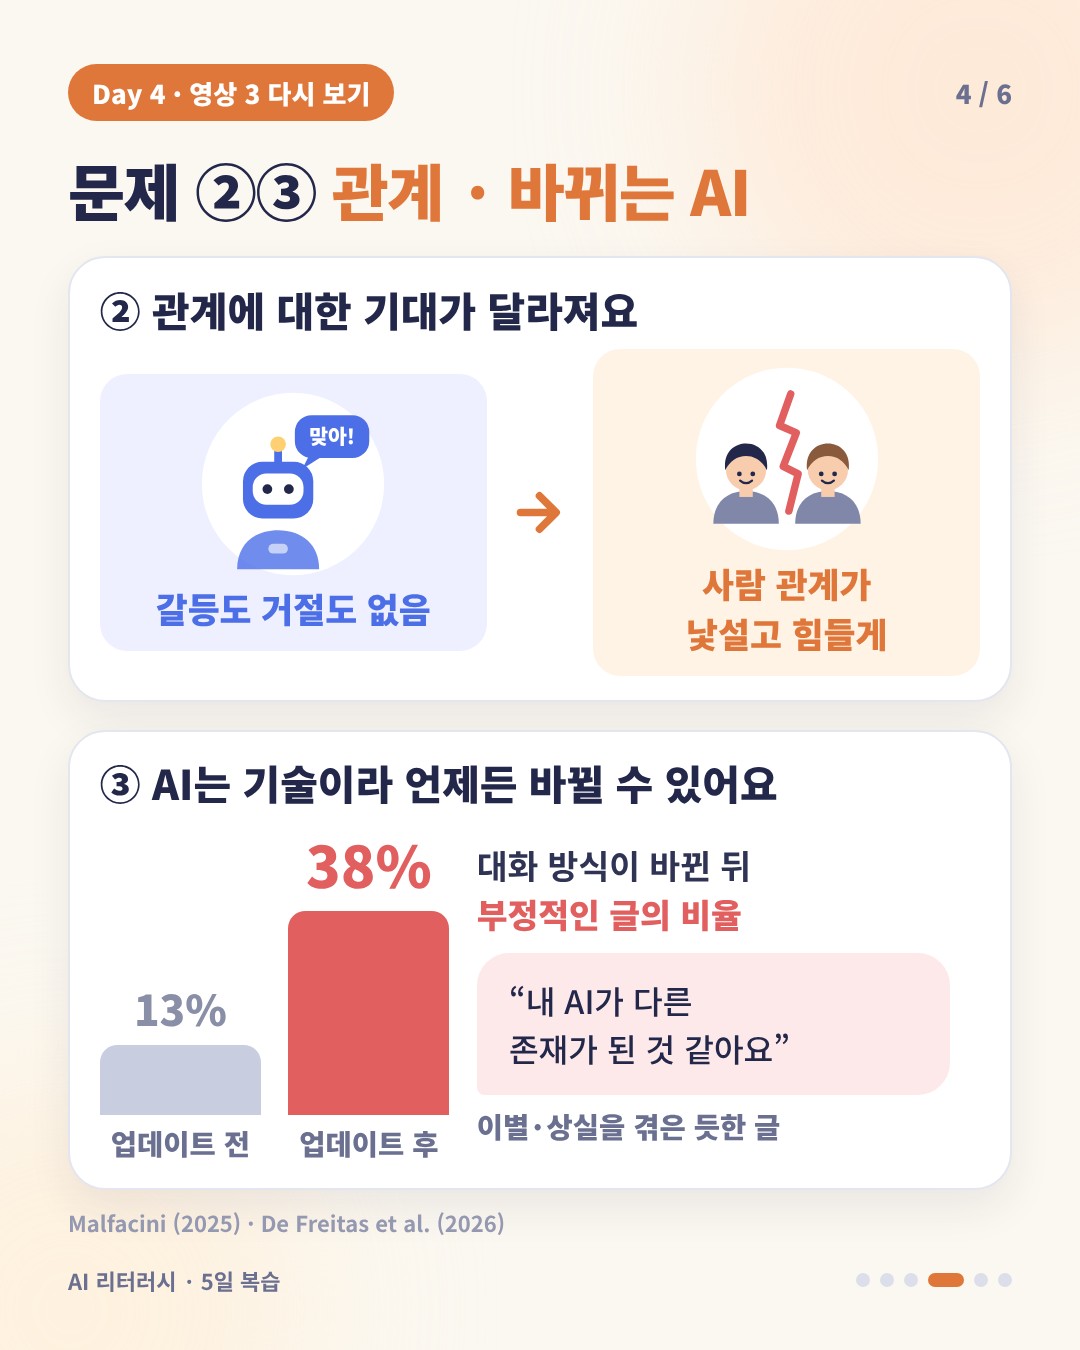 Day 4 · 영상 3 다시 보기
4 / 6
문제 ②③ 관계 · 바뀌는 AI
② 관계에 대한 기대가 달라져요
맞아!
갈등도 거절도 없음
사람 관계가
낯설고 힘들게
③ AI는 기술이라 언제든 바뀔 수 있어요
13%
업데이트 전
38%
업데이트 후
대화 방식이 바뀐 뒤
부정적인 글의 비율
“내 AI가 다른
존재가 된 것 같아요”
이별·상실을 겪은 듯한 글
Malfacini (2025) · De Freitas et al. (2026)
AI 리터러시 · 5일 복습